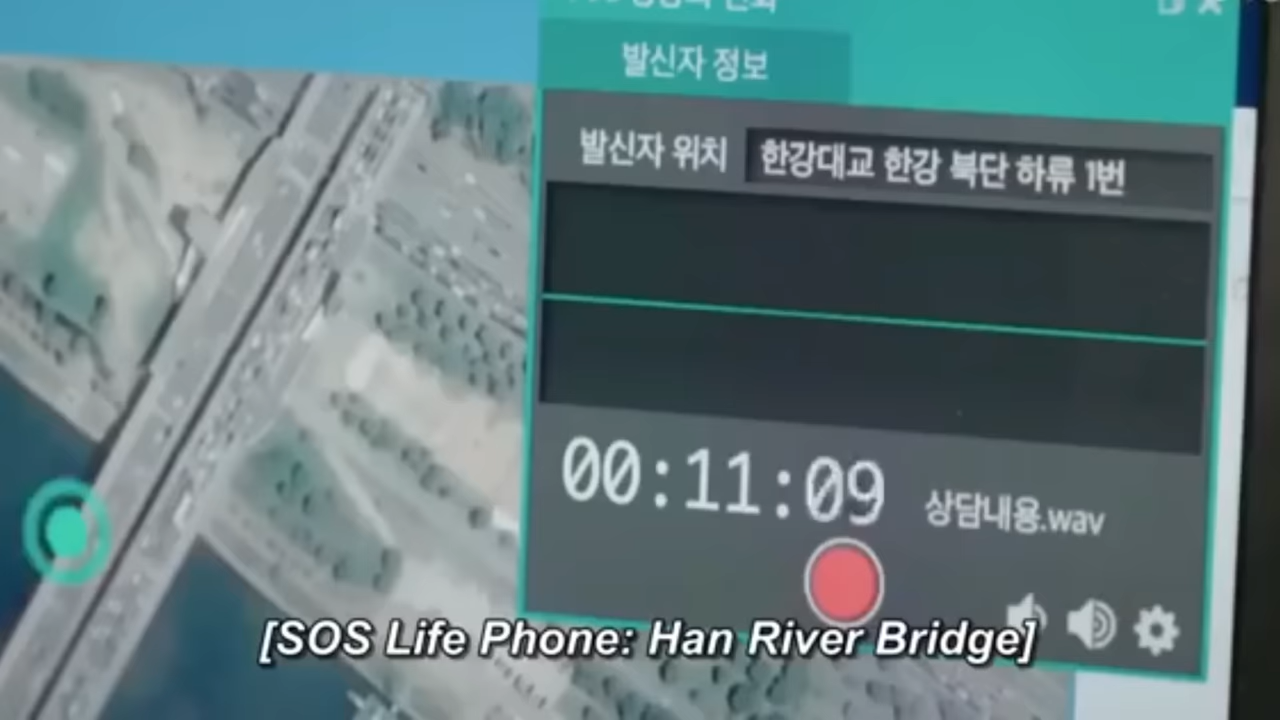 발신자 정보
발신자 위치 한강대교 한강 북단 하류 1번
00:11:09 상담내용.wav
[SOS Life Phone: Han River Bridge]